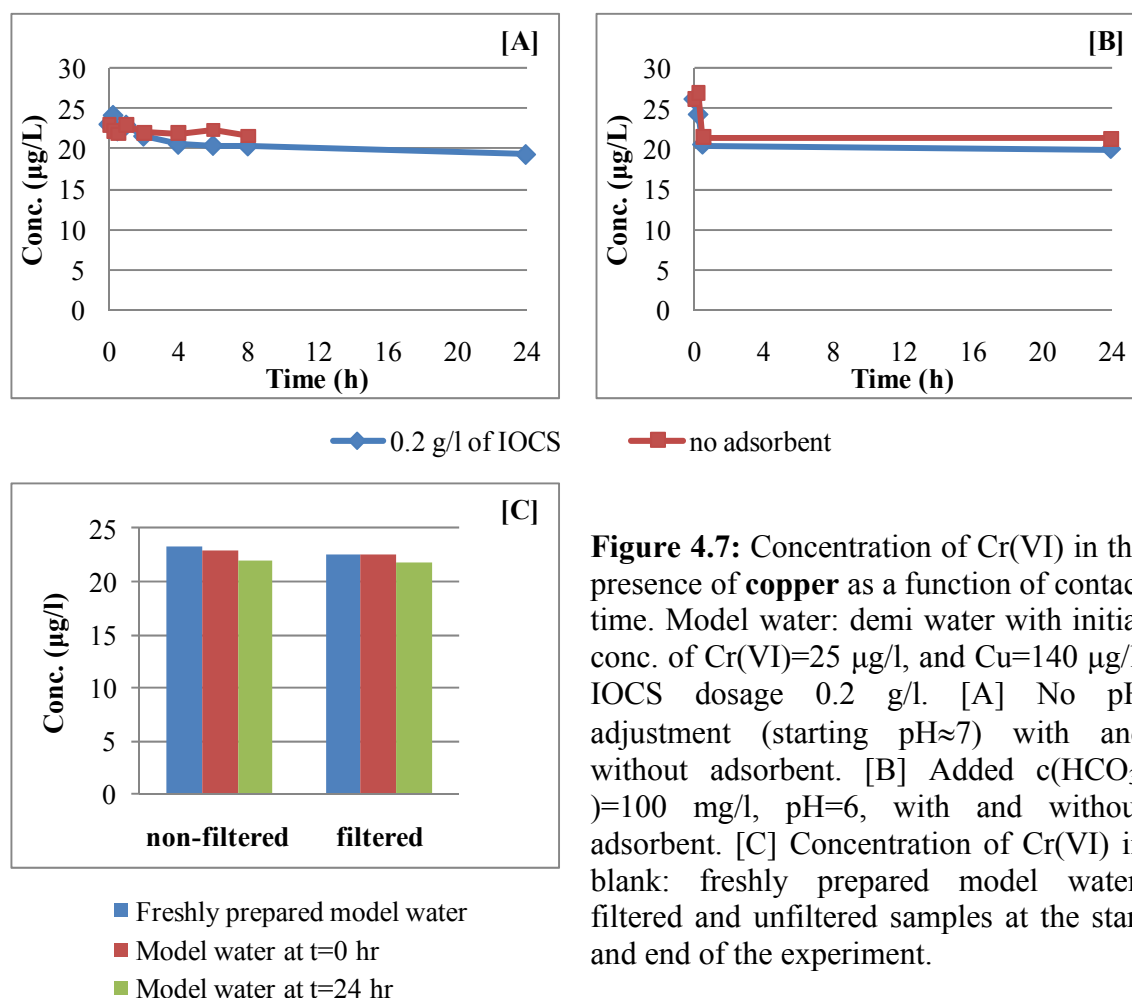 [A]
30
25
20
15
10
5
0
Conc. (µg/L)
0 4 8 12 16 20 24
Time (h)
[B]
30
25
20
15
10
5
0
Conc. (µg/L)
0 4 8 12 16 20 24
Time (h)
0.2 g/l of IOCS no adsorbent
[C]
25
20
15
10
5
0
Conc. (µg/l)
non-filtered filtered
Freshly prepared model water
Model water at t=0 hr
Model water at t=24 hr
Figure 4.7: Concentration of Cr(VI) in th
presence of copper as a function of contac
time. Model water: demi water with initia
conc. of Cr(VI)=25 µg/l, and Cu=140 µg/l
IOCS dosage 0.2 g/l. [A] No pH
adjustment (starting pH≈7) with and
without adsorbent. [B] Added c(HCO3
)=100 mg/l, pH=6, with and withou
adsorbent. [C] Concentration of Cr(VI) in
blank: freshly prepared model water
filtered and unfiltered samples at the star
and end of the experiment.